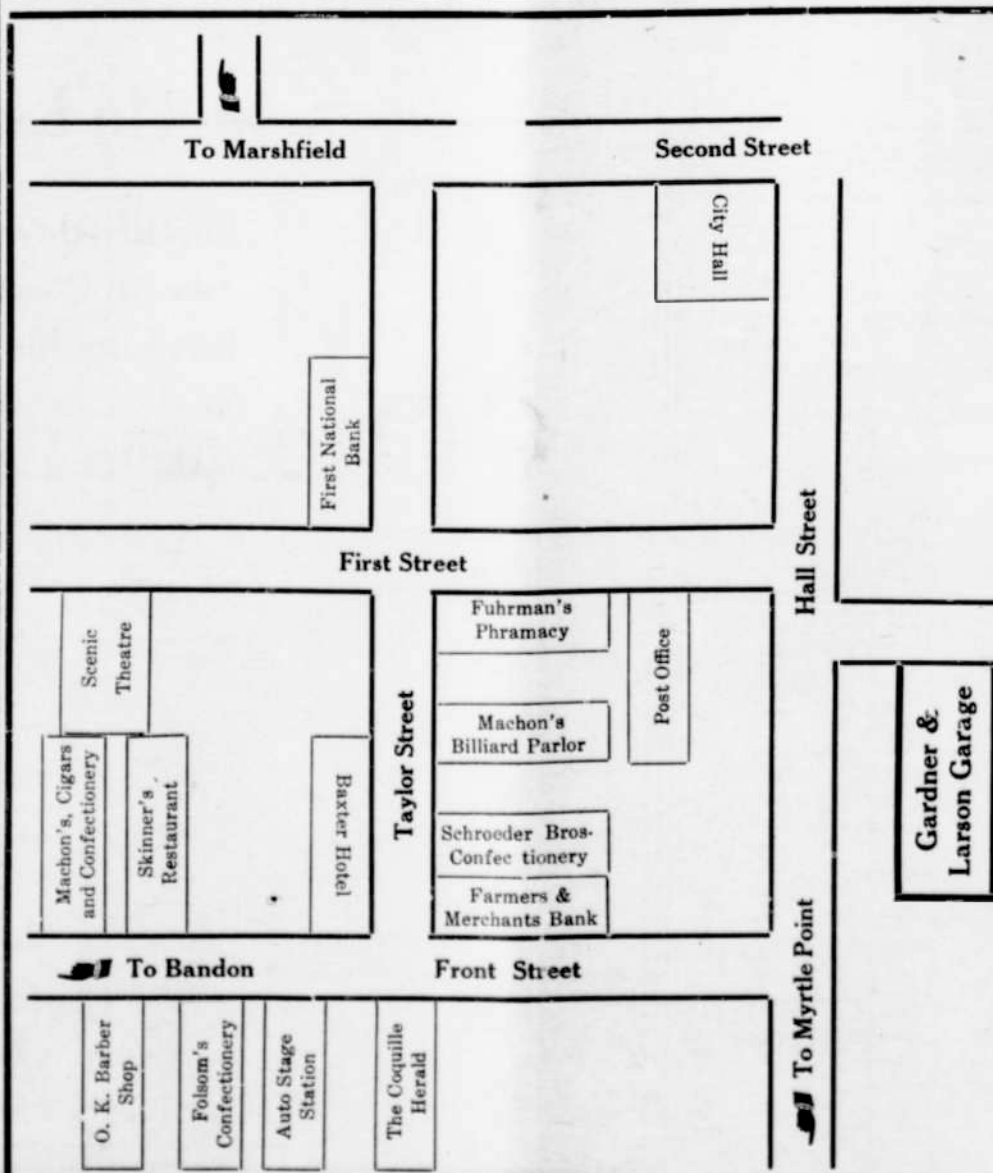 To Marshfield
Second Street
City Hall
First National
Bank
First Street
Hall Street
Scenic
Theatre
Fuhrman's
Phramacy
Post Office
Machon's
Billiard Parlor
Taylor Street
Gardner &
Larson Garage
Machon's, Cigars
and Confectionery
Skinner's
Restaurant
Baxter Hotel
Schroeder Bros-
Confec tionery
Farmers &
Merchants Bank
To Bandon
Front Street
To Myrtle Point
O. K. Barber
Shop
Folsom's
Confectionery
Auto Stage
Station
The Coquille
Herald